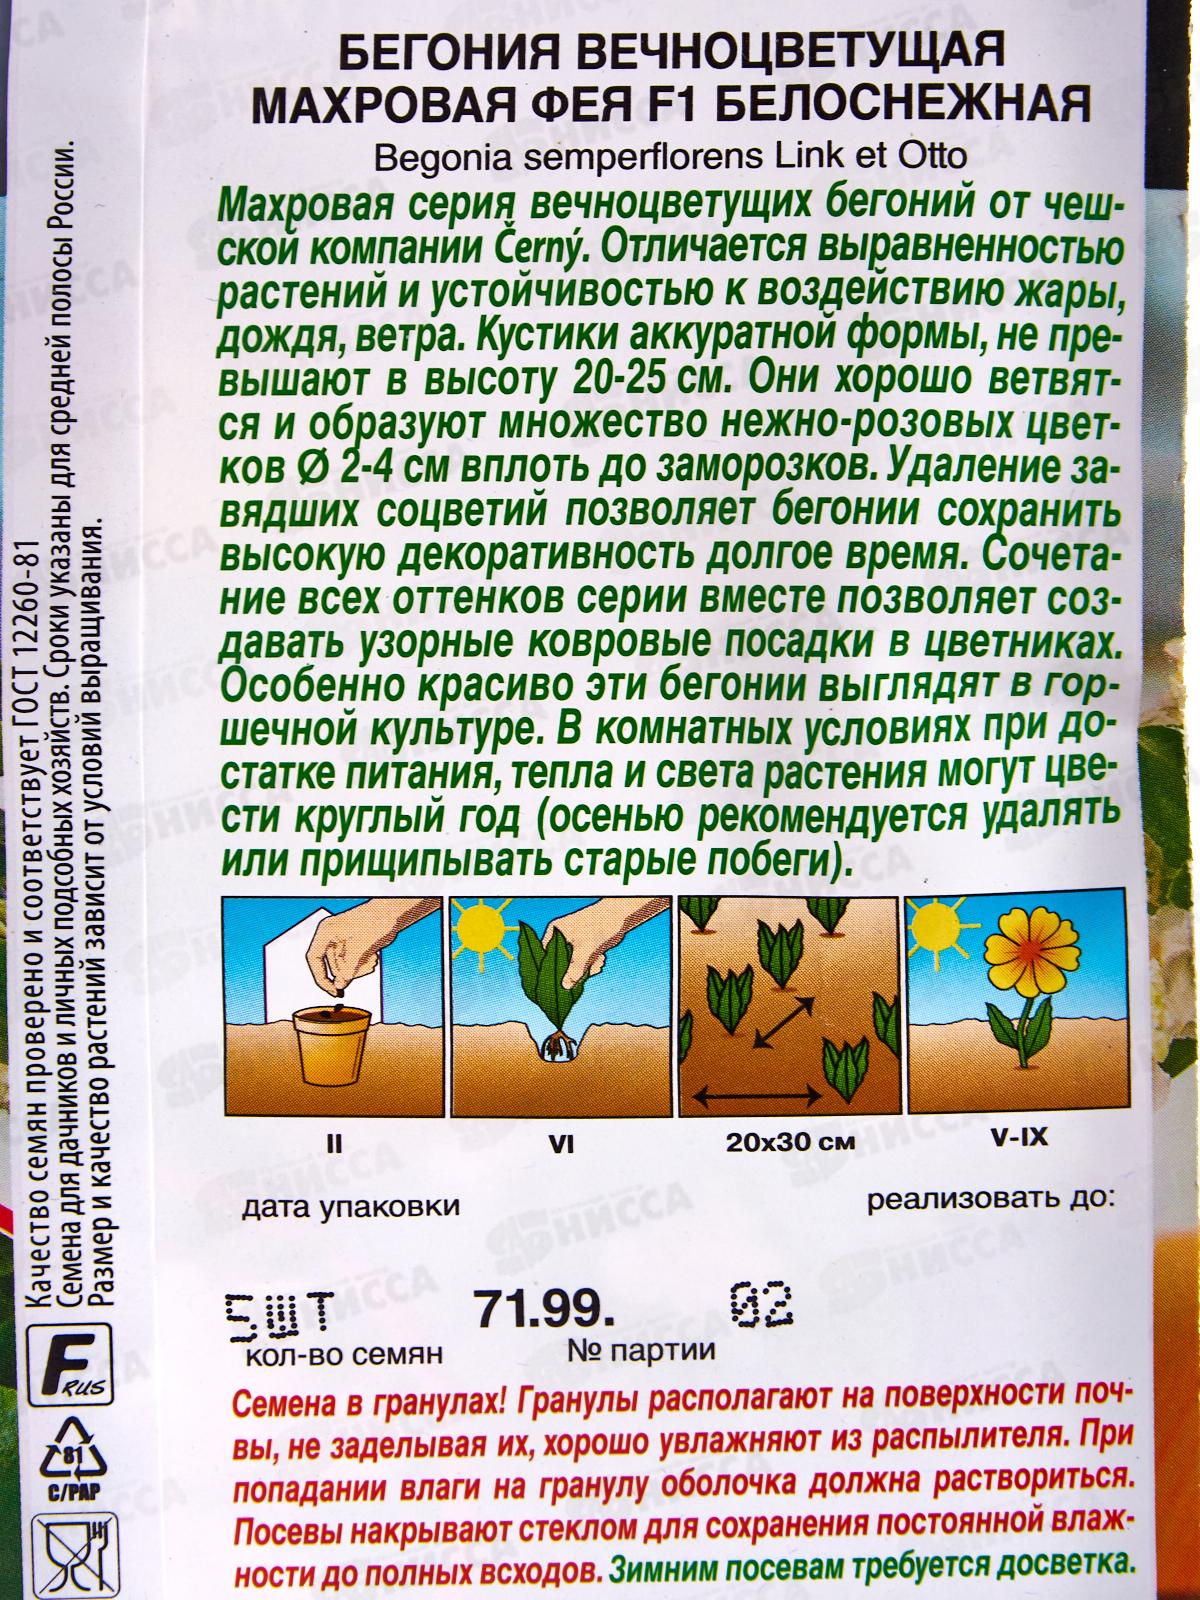 БЕГОНИЯ ВЕЧНОЦВЕТУЩАЯ
МАХРОВАЯ ФЕЯ F1 БЕЛОСНЕЖНАЯ
Begonia semperflorens Link et Otto
Махровая серия вечноцветущих бегоний от чеш-
ской компании Černý. Отличается выравненностью
растений и устойчивостью к воздействию жары,
дождя, ветра. Кустики аккуратной формы, не пре-
вышают в высоту 20-25 см. Они хорошо ветвят-
ся и образуют множество нежно-розовых цвет-
ков Ø 2-4 см вплоть до заморозков. Удаление за-
вядших соцветий позволяет бегонии сохранить
высокую декоративность долгое время. Сочета-
ние всех оттенков серии вместе позволяет соз-
давать узорные ковровые посадки в цветниках.
Особенно красиво эти бегонии выглядят в гор-
шечной культуре. В комнатных условиях при до-
статке питания, тепла и света растения могут цве-
сти круглый год (осенью рекомендуется удалять
или прищипывать старые побеги).
II VI 20x30 см V-IX
дата упаковки реализовать до:
5ШТ 71.99. 02
кол-во семян № партии
Семена в гранулах! Гранулы располагают на поверхности поч-
вы, не заделывая их, хорошо увлажняют из распылителя. При
попадании влаги на гранулу оболочка должна раствориться.
Посевы накрывают стеклом для сохранения постоянной влаж-
ности до полных всходов. Зимним посевам требуется досветка.
Качество семян проверено и соответствует ГОСТ 12260-81
Семена для дачников и личных подсобных хозяйств. Сроки указаны для средней полосы России.
Размер и качество растений зависит от условий выращивания.
F RUS
81
C/PAP
НИССА